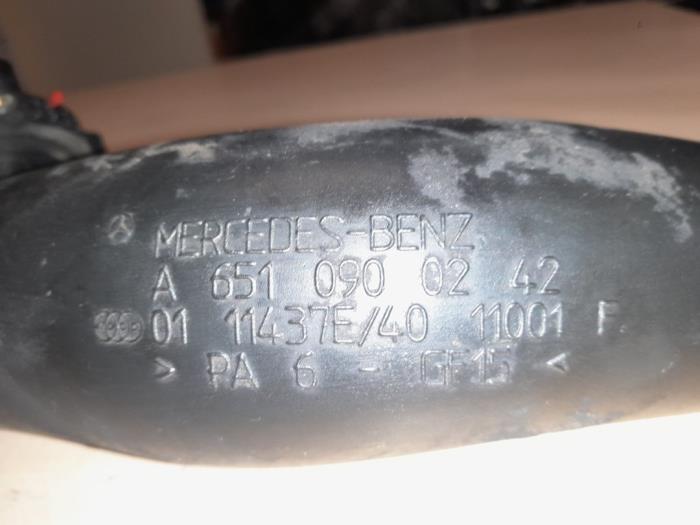 MERCEDES-BENZ
A 651 090 02 42
01 11437E/40 11001 F
> PA 6 - GF15 <